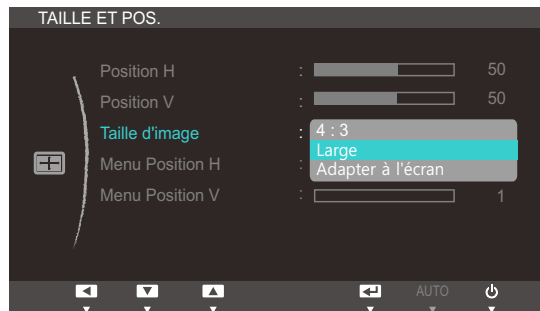 TAILLE ET POS.
Position H : 50
Position V : 50
Taille d'image : 4 : 3
Large
Menu Position H : Adapter à l'écran
Menu Position V : 1
AUTO